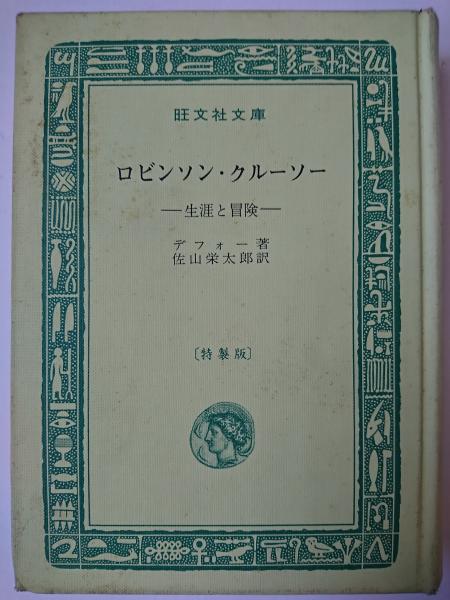 旺文社文庫
ロビンソン・クルーソー
―生涯と冒険―
デフォー著
佐山栄太郎訳
〔特製版〕